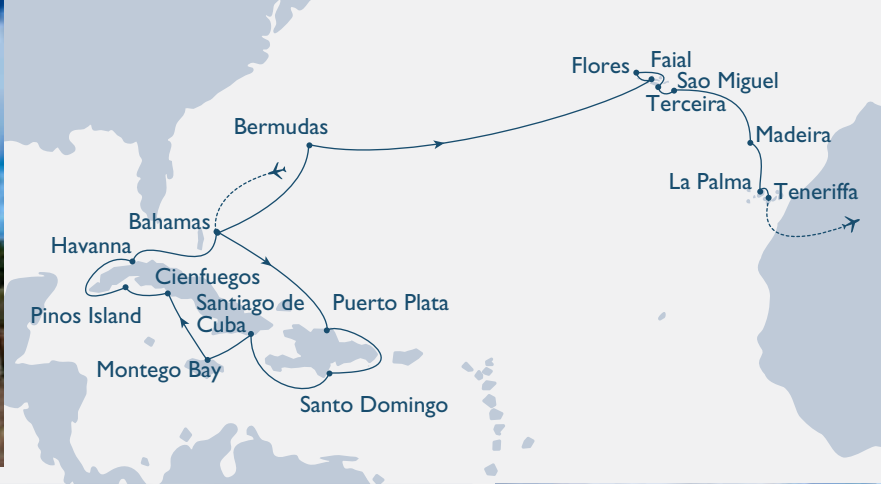 Flores
Faial
Sao Miguel
Terceira
Bermudas
Madeira
La Palma
Teneriffa
Bahamas
Havanna
Cienfuegos
Santiago de
Cuba
Puerto Plata
Pinos Island
Montego Bay
Santo Domingo